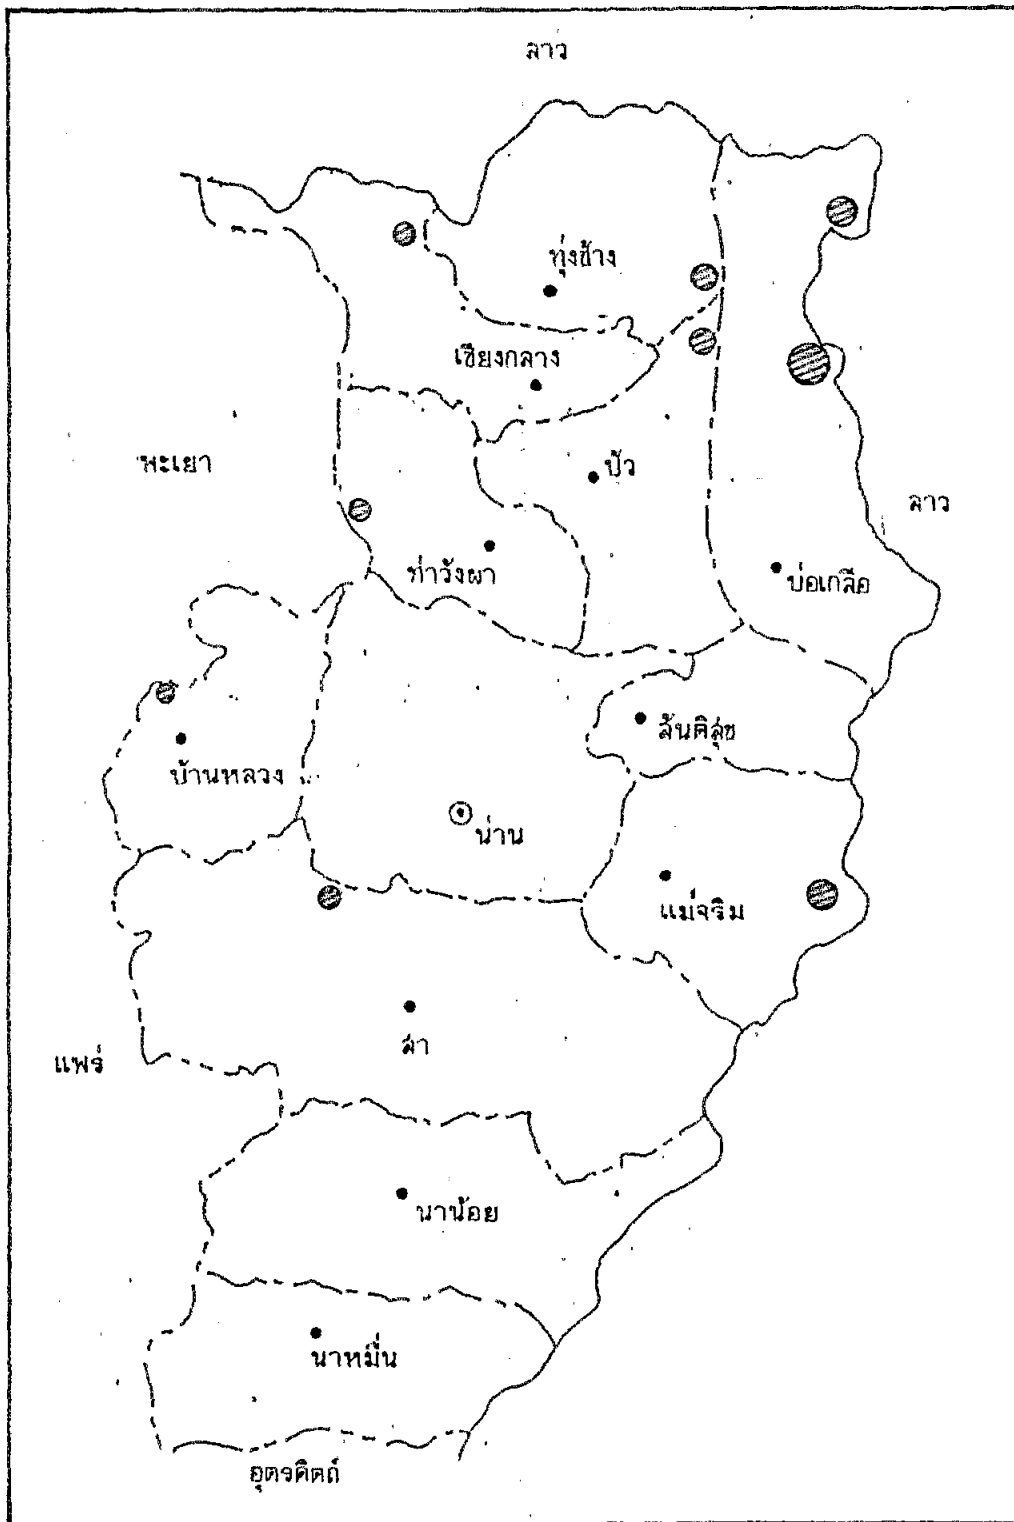 ลาว
ทุ่งช้าง
เชียงกลาง
พะเยา
ปัว
ลาว
ท่าวังผา
บ่อเกลือ
สันติสุข
บ้านหลวง
น่าน
แม่จริม
สา
แพร่
นาน้อย
นาหมื่น
อุตรดิตถ์